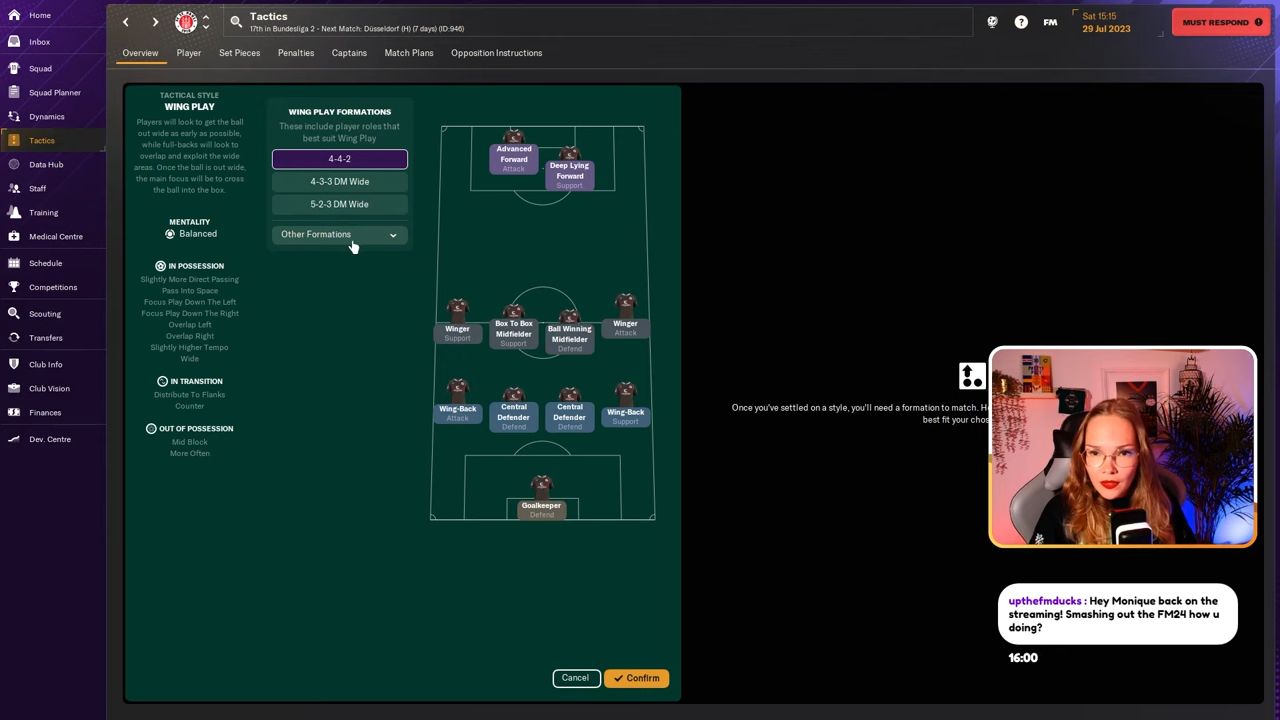 Home
Inbox
Squad
Squad Planner
Dynamics
Tactics
Data Hub
Staff
Training
Medical Centre
Schedule
Competitions
Scouting
Transfers
Club Info
Club Vision
Finances
Dev. Centre
Tactics
17th in Bundesliga 2 - Next Match: Düsseldorf (H) (7 days) (ID:946)
FM
Sat 15:15
29 Jul 2023
MUST RESPOND
Overview
Player
Set Pieces
Penalties
Captains
Match Plans
Opposition Instructions
TACTICAL STYLE
WING PLAY
Players will look to get the ball
out wide as early as possible,
while full-backs will look to
overlap and exploit the wide
areas. Once the ball is out wide,
the main focus will be to cross
the ball into the box.
MENTALITY
Balanced
IN POSSESSION
Slightly More Direct Passing
Pass Into Space
Focus Play Down The Left
Focus Play Down The Right
Overlap Left
Overlap Right
Slightly Higher Tempo
Wide
IN TRANSITION
Distribute To Flanks
Counter
OUT OF POSSESSION
Mid Block
More Often
WING PLAY FORMATIONS
These include player roles that
best suit Wing Play
4-4-2
4-3-3 DM Wide
5-2-3 DM Wide
Other Formations
Advanced
Forward
Attack
Deep Lying
Forward
Support
Winger
Support
Box To Box
Midfielder
Support
Ball Winning
Midfielder
Defend
Winger
Attack
Wing-Back
Attack
Central
Defender
Defend
Central
Defender
Defend
Wing-Back
Support
Goalkeeper
Defend
Cancel
Confirm
Once you've settled on a style, you'll need a formation to match.
best fit your
upthefmducks : Hey Monique back on the
streaming! Smashing out the FM24 how u
doing?
16:00